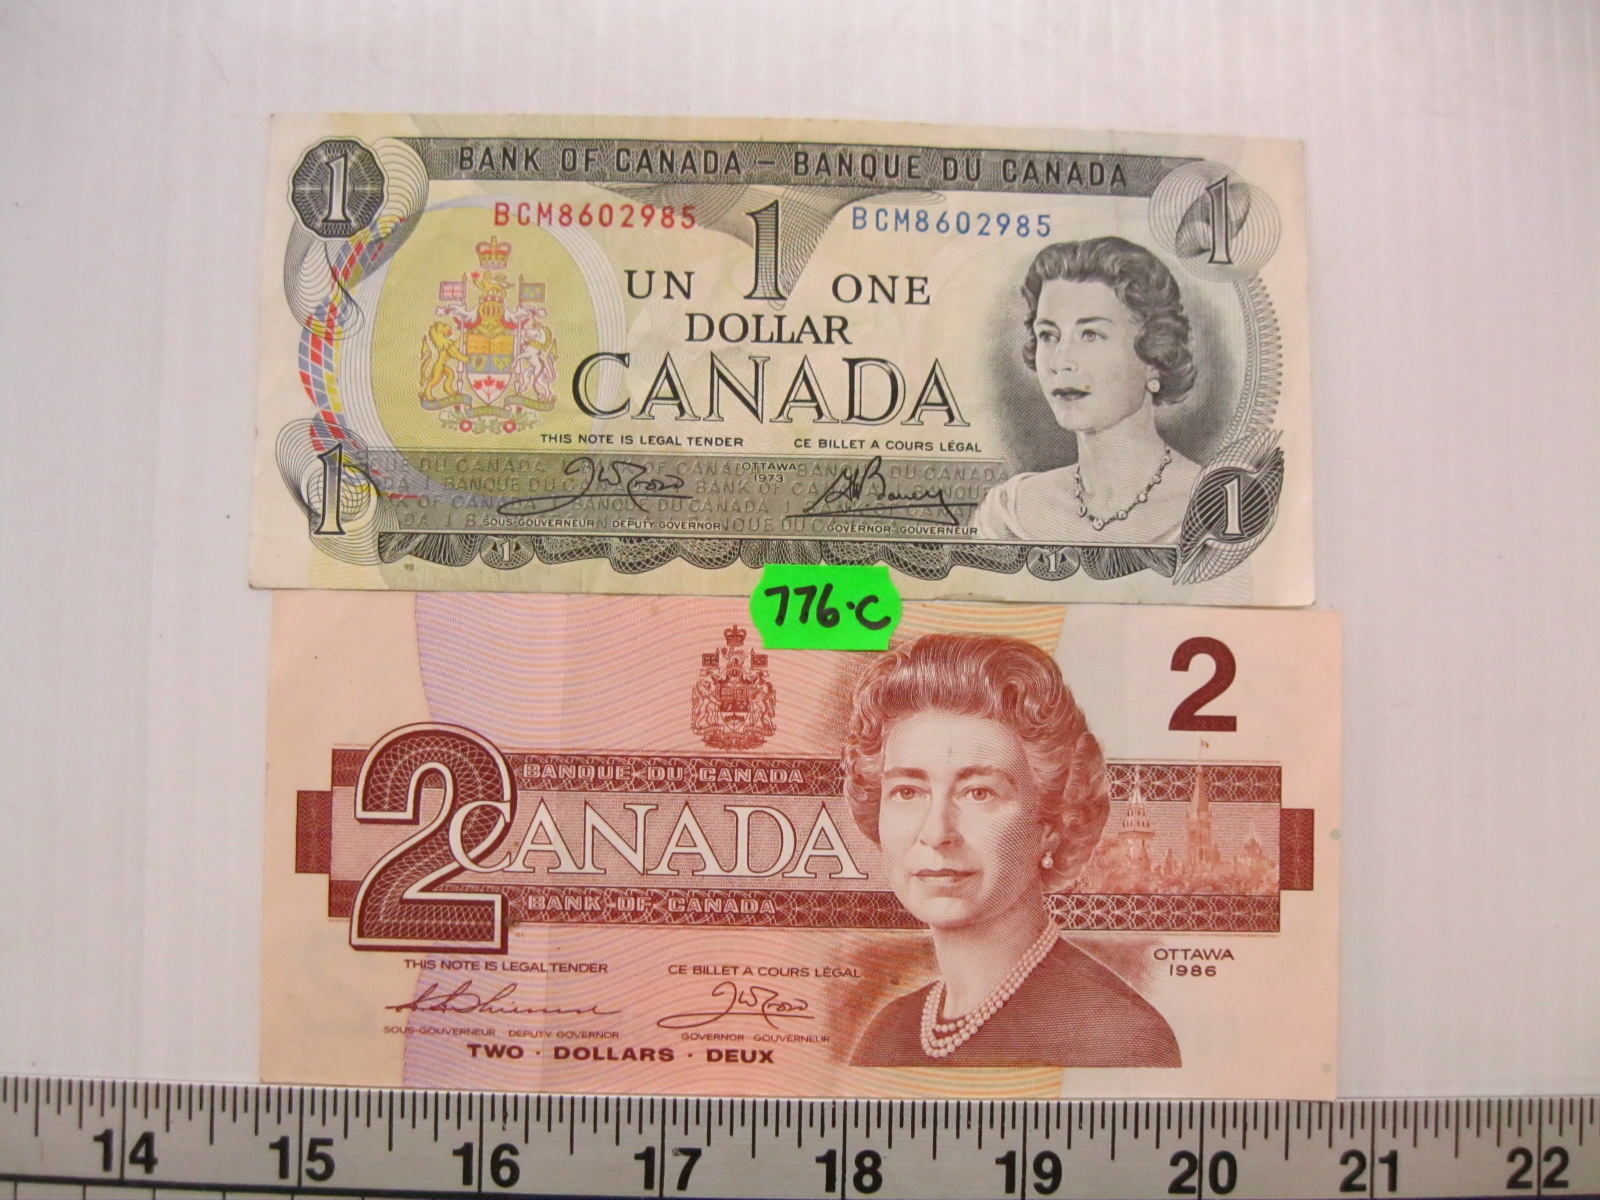 1
BANK OF CANADA – BANQUE DU CANADA
1
BCM8602985
1
BCM8602985
UN
ONE
DOLLAR
CANADA
THIS NOTE IS LEGAL TENDER
CE BILLET A COURS LÉGAL
OTTAWA
1973
1
1
SOUS-GOUVERNEUR DEPUTY GOVERNOR
GOVERNOR-GOUVERNEUR
1
1
776·C
2
2
BANQUE DU CANADA
CANADA
BANK OF CANADA
OTTAWA
1986
THIS NOTE IS LEGAL TENDER
CE BILLET A COURS LÉGAL
SOUS-GOUVERNEUR DEPUTY GOVERNOR
GOVERNOR GOUVERNEUR
TWO · DOLLARS · DEUX
14 15 16 17 18 19 20 21 22